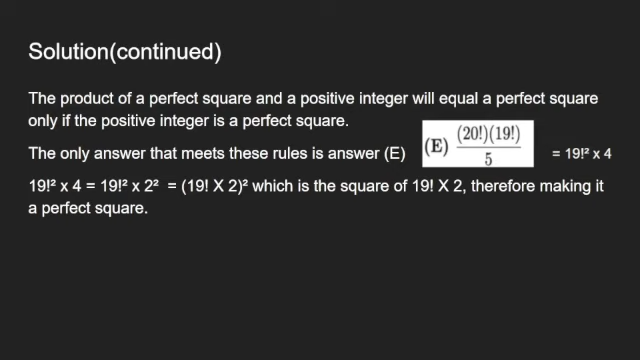 Solution(continued)
The product of a perfect square and a positive integer will equal a perfect square
only if the positive integer is a perfect square.
The only answer that meets these rules is answer (E) (E) (20!)(19!)/5 = 19!² x 4
19!² x 4 = 19!² x 2² = (19! X 2)² which is the square of 19! X 2, therefore making it
a perfect square.